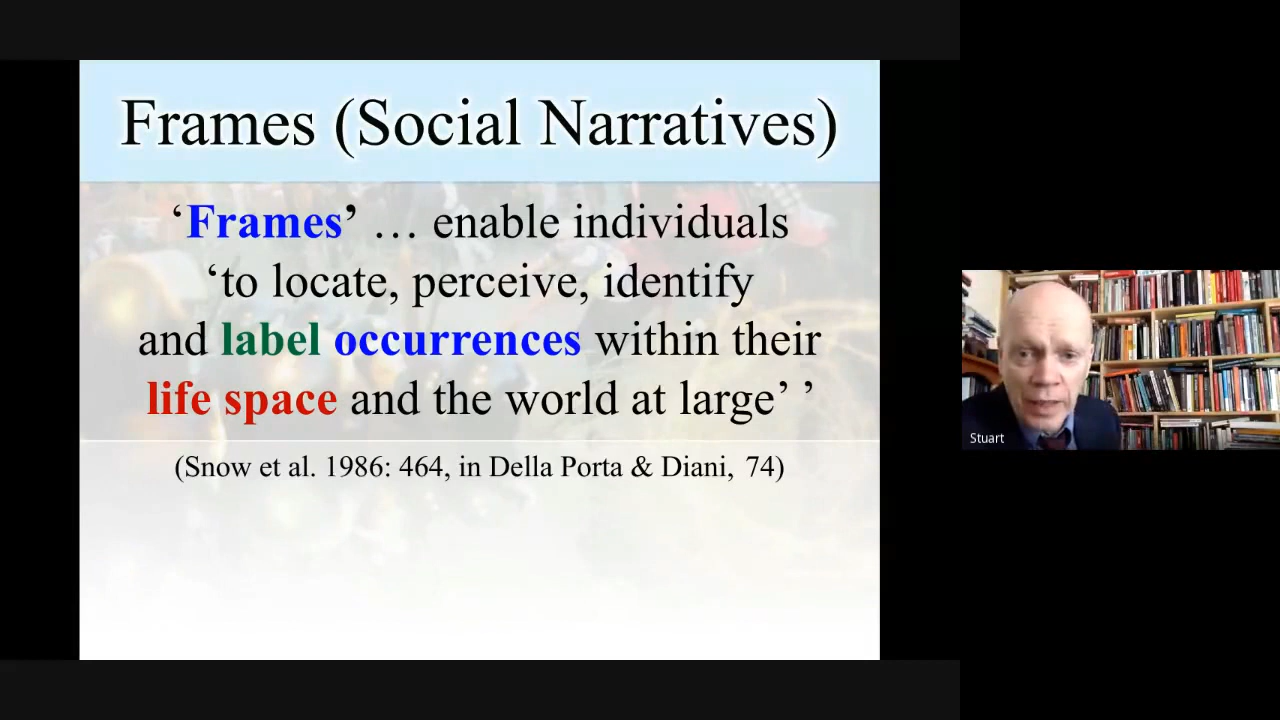 Frames (Social Narratives)
‘Frames’ … enable individuals
‘to locate, perceive, identify
and label occurrences within their
life space and the world at large’ ’
(Snow et al. 1986: 464, in Della Porta & Diani, 74)
Stuart